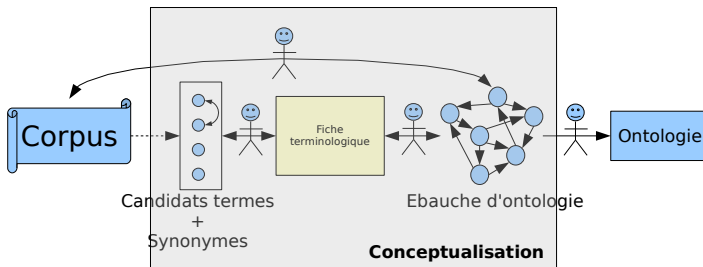 Corpus
Fiche
terminologique
Ontologie
Candidats termes
+
Synonymes
Ebauche d'ontologie
Conceptualisation